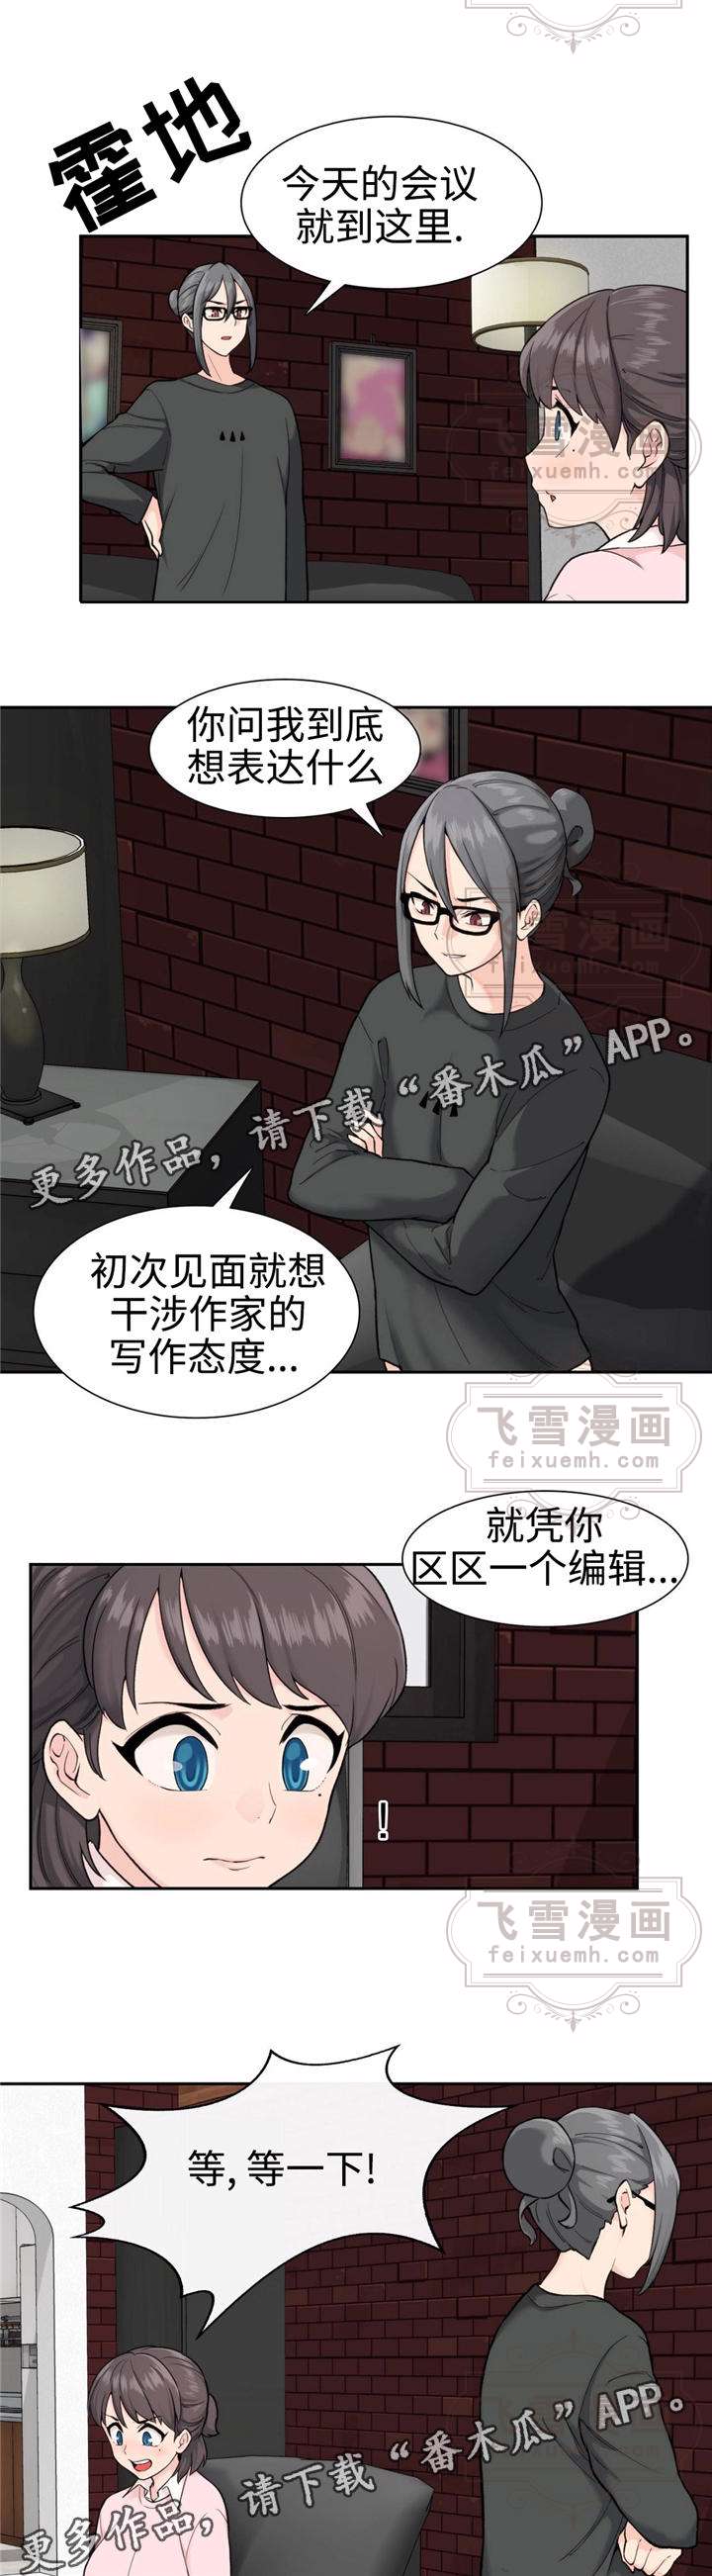 霍地
今天的会议
就到这里.
飞雪漫画
feixuemh.com
你问我到底
想表达什么
飞雪漫画
feixuemh.com
更多作品，请下载“番木瓜”APP。
初次见面就想
干涉作家的
写作态度...
飞雪漫画
feixuemh.com
就凭你
区区一个编辑...
!
飞雪漫画
feixuemh.com
等, 等一下!
更多作品，请下载“番木瓜”APP。